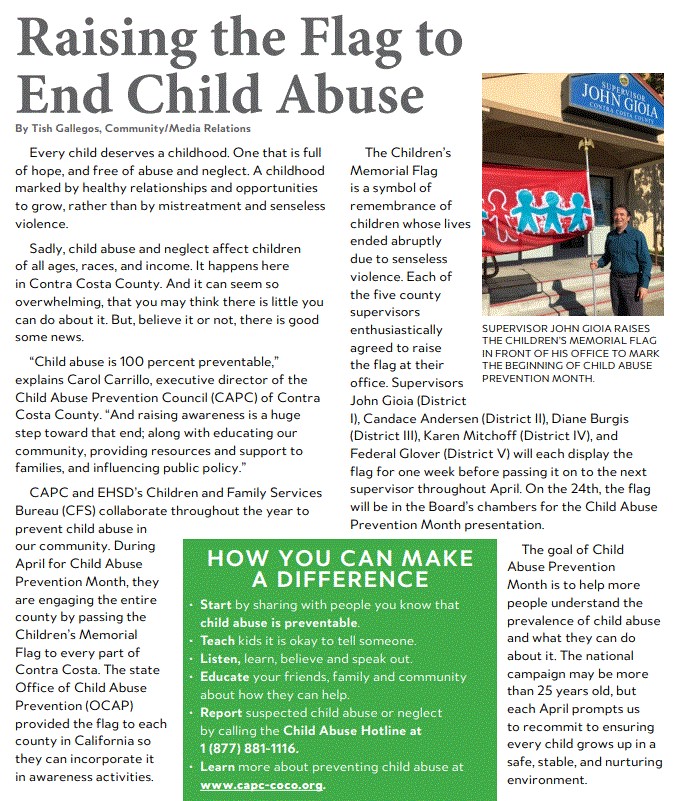 Raising the Flag to
End Child Abuse
By Tish Gallegos, Community/Media Relations
Every child deserves a childhood. One that is full
of hope, and free of abuse and neglect. A childhood
marked by healthy relationships and opportunities
to grow, rather than by mistreatment and senseless
violence.
Sadly, child abuse and neglect affect children
of all ages, races, and income. It happens here
in Contra Costa County. And it can seem so
overwhelming, that you may think there is little you
can do about it. But, believe it or not, there is good
some news.
“Child abuse is 100 percent preventable,”
explains Carol Carrillo, executive director of the
Child Abuse Prevention Council (CAPC) of Contra
Costa County. “And raising awareness is a huge
step toward that end; along with educating our
community, providing resources and support to
families, and influencing public policy.”
CAPC and EHSD’s Children and Family Services
Bureau (CFS) collaborate throughout the year to
prevent child abuse in
our community. During
April for Child Abuse
Prevention Month, they
are engaging the entire
county by passing the
Children’s Memorial
Flag to every part of
Contra Costa. The state
Office of Child Abuse
Prevention (OCAP)
provided the flag to each
county in California so
they can incorporate it
in awareness activities.
The Children’s
Memorial Flag
is a symbol of
remembrance of
children whose lives
ended abruptly
due to senseless
violence. Each of
the five county
supervisors
enthusiastically
agreed to raise
the flag at their
office. Supervisors
John Gioia (District
I), Candace Andersen (District II), Diane Burgis
(District III), Karen Mitchoff (District IV), and
Federal Glover (District V) will each display the
flag for one week before passing it on to the next
supervisor throughout April. On the 24th, the flag
will be in the Board’s chambers for the Child Abuse
Prevention Month presentation.
The goal of Child
Abuse Prevention
Month is to help more
people understand the
prevalence of child abuse
and what they can do
about it. The national
campaign may be more
than 25 years old, but
each April prompts us
to recommit to ensuring
every child grows up in a
safe, stable, and nurturing
environment.
SUPERVISOR
JOHN GIOIA
CONTRA COSTA COUNTY
SUPERVISOR JOHN GIOIA RAISES
THE CHILDREN’S MEMORIAL FLAG
IN FRONT OF HIS OFFICE TO MARK
THE BEGINNING OF CHILD ABUSE
PREVENTION MONTH.
HOW YOU CAN MAKE
A DIFFERENCE
• Start by sharing with people you know that
child abuse is preventable.
• Teach kids it is okay to tell someone.
• Listen, learn, believe and speak out.
• Educate your friends, family and community
about how they can help.
• Report suspected child abuse or neglect
by calling the Child Abuse Hotline at
1 (877) 881-1116.
• Learn more about preventing child abuse at
www.capc-coco.org.